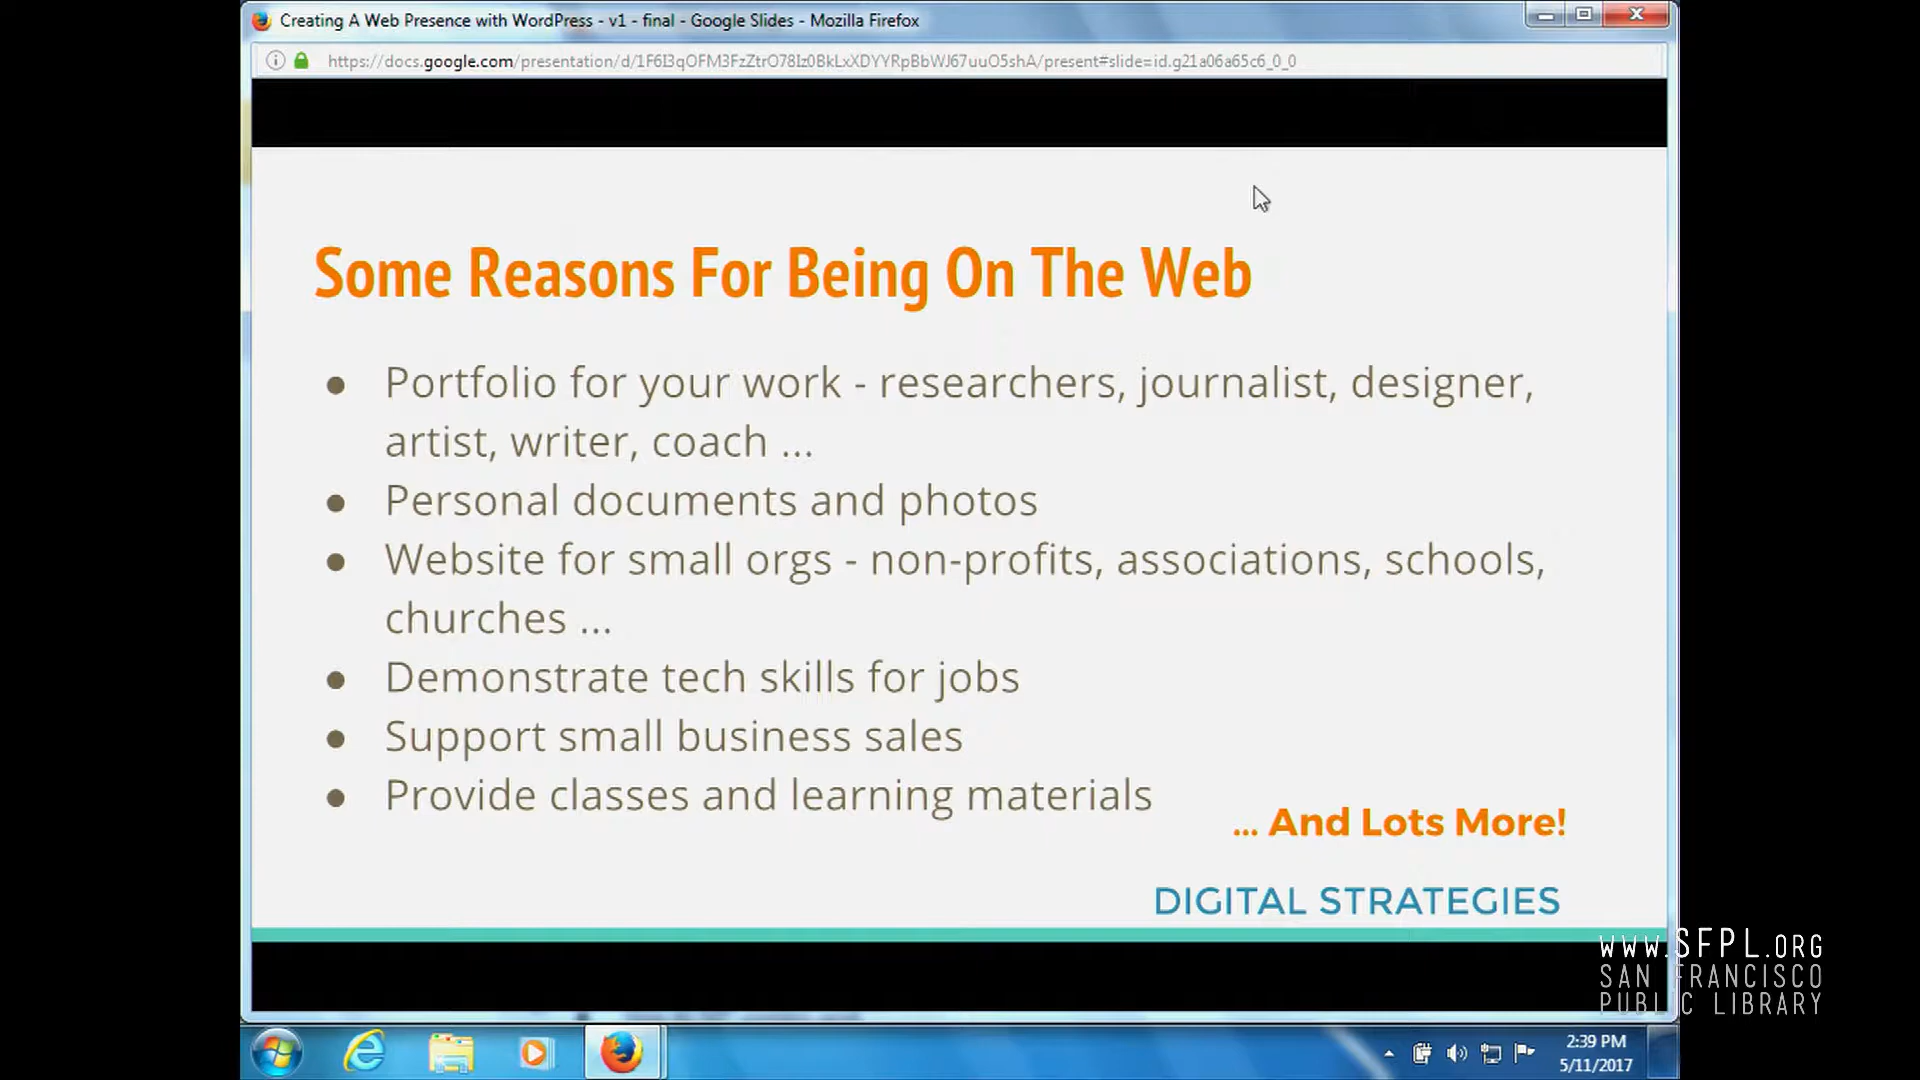 Creating A Web Presence with WordPress - v1 - final - Google Slides - Mozilla Firefox
https://docs.google.com/presentation/d/1F6I3qOFM3FzZtrO78Iz0BkLxXDYYRpBbWJ67uuO5shA/present#slide=id.g21a06a65c6_0_0
Some Reasons For Being On The Web
● Portfolio for your work - researchers, journalist, designer,
artist, writer, coach ...
● Personal documents and photos
● Website for small orgs - non-profits, associations, schools,
churches ...
● Demonstrate tech skills for jobs
● Support small business sales
● Provide classes and learning materials
... And Lots More!
DIGITAL STRATEGIES
www.SFPL.ORG
SAN FRANCISCO
PUBLIC LIBRARY
2:39 PM
5/11/2017